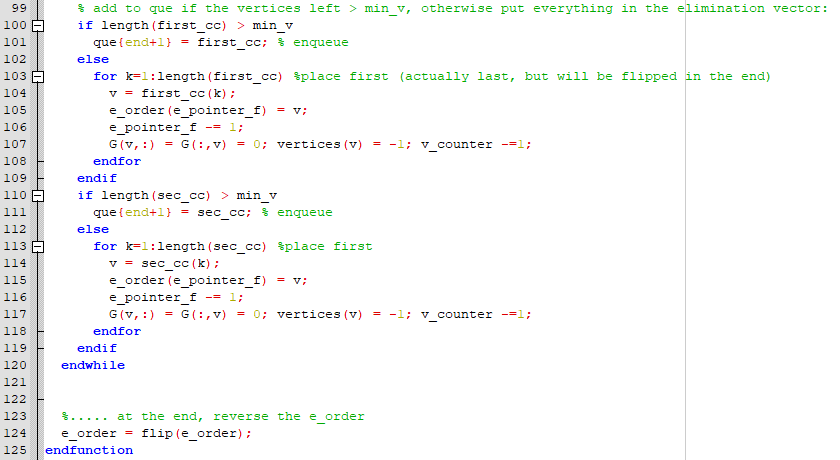 99 % add to que if the vertices left > min_v, otherwise put everything in the elimination vector:
100 if length(first_cc) > min_v
101 que{end+1} = first_cc; % enqueue
102 else
103 for k=1:length(first_cc) %place first (actually last, but will be flipped in the end)
104 v = first_cc(k);
105 e_order(e_pointer_f) = v;
106 e_pointer_f -= 1;
107 G(v,:) = G(:,v) = 0; vertices(v) = -1; v_counter -=1;
108 endfor
109 endif
110 if length(sec_cc) > min_v
111 que{end+1} = sec_cc; % enqueue
112 else
113 for k=1:length(sec_cc) %place first
114 v = sec_cc(k);
115 e_order(e_pointer_f) = v;
116 e_pointer_f -= 1;
117 G(v,:) = G(:,v) = 0; vertices(v) = -1; v_counter -=1;
118 endfor
119 endif
120 endwhile
121
122
123 %..... at the end, reverse the e_order
124 e_order = flip(e_order);
125 endfunction